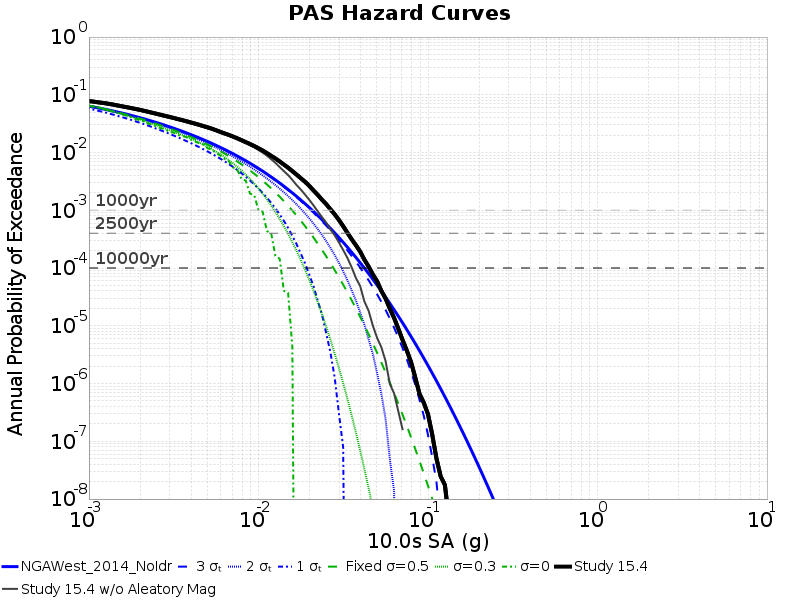 PAS Hazard Curves
Annual Probability of Exceedance
10^0
10^-1
10^-2
10^-3
10^-4
10^-5
10^-6
10^-7
10^-8
1000yr
2500yr
10000yr
10^-3 10^-2 10^-1 10^0 10^1
10.0s SA (g)
NGAWest_2014_NoIdr 3 σₜ 2 σₜ 1 σₜ Fixed σ=0.5 σ=0.3 σ=0 Study 15.4
Study 15.4 w/o Aleatory Mag